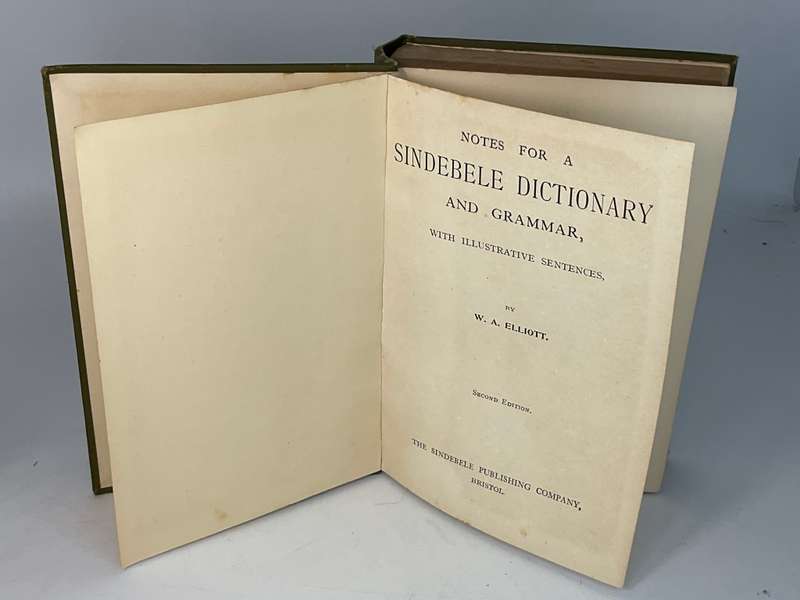 NOTES FOR A
SINDEBELE DICTIONARY
AND GRAMMAR,
WITH ILLUSTRATIVE SENTENCES,
BY
W. A. ELLIOTT.
SECOND EDITION.
THE SINDEBELE PUBLISHING COMPANY,
BRISTOL.